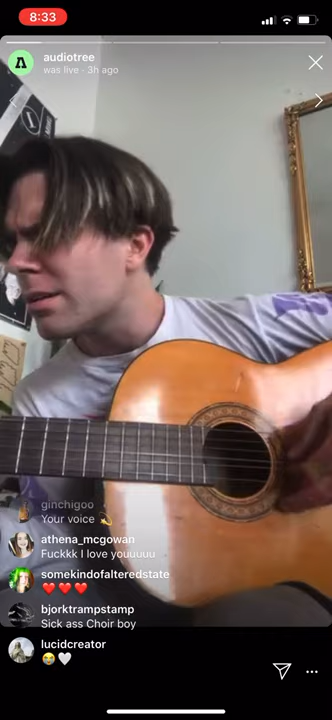 8:33
audiotree
was live · 3h ago
ginchigoo
Your voice 💫
athena_mcgowan
Fuckkk I love youuuuu
somekindofalteredstate
❤️❤️❤️
bjorktrampstamp
Sick ass Choir boy
lucidcreator
😭🤍